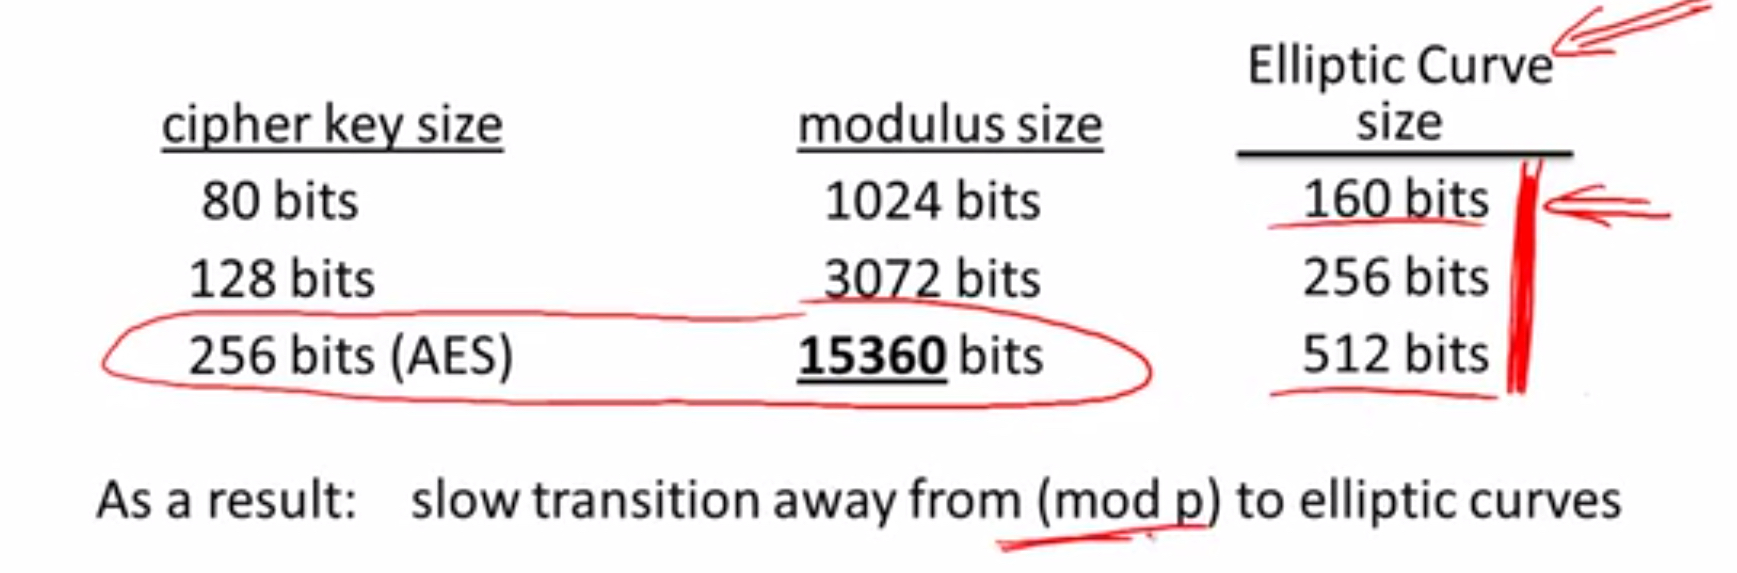 Elliptic Curve
cipher key size modulus size size
80 bits 1024 bits 160 bits
128 bits 3072 bits 256 bits
256 bits (AES) 15360 bits 512 bits
As a result: slow transition away from (mod p) to elliptic curves